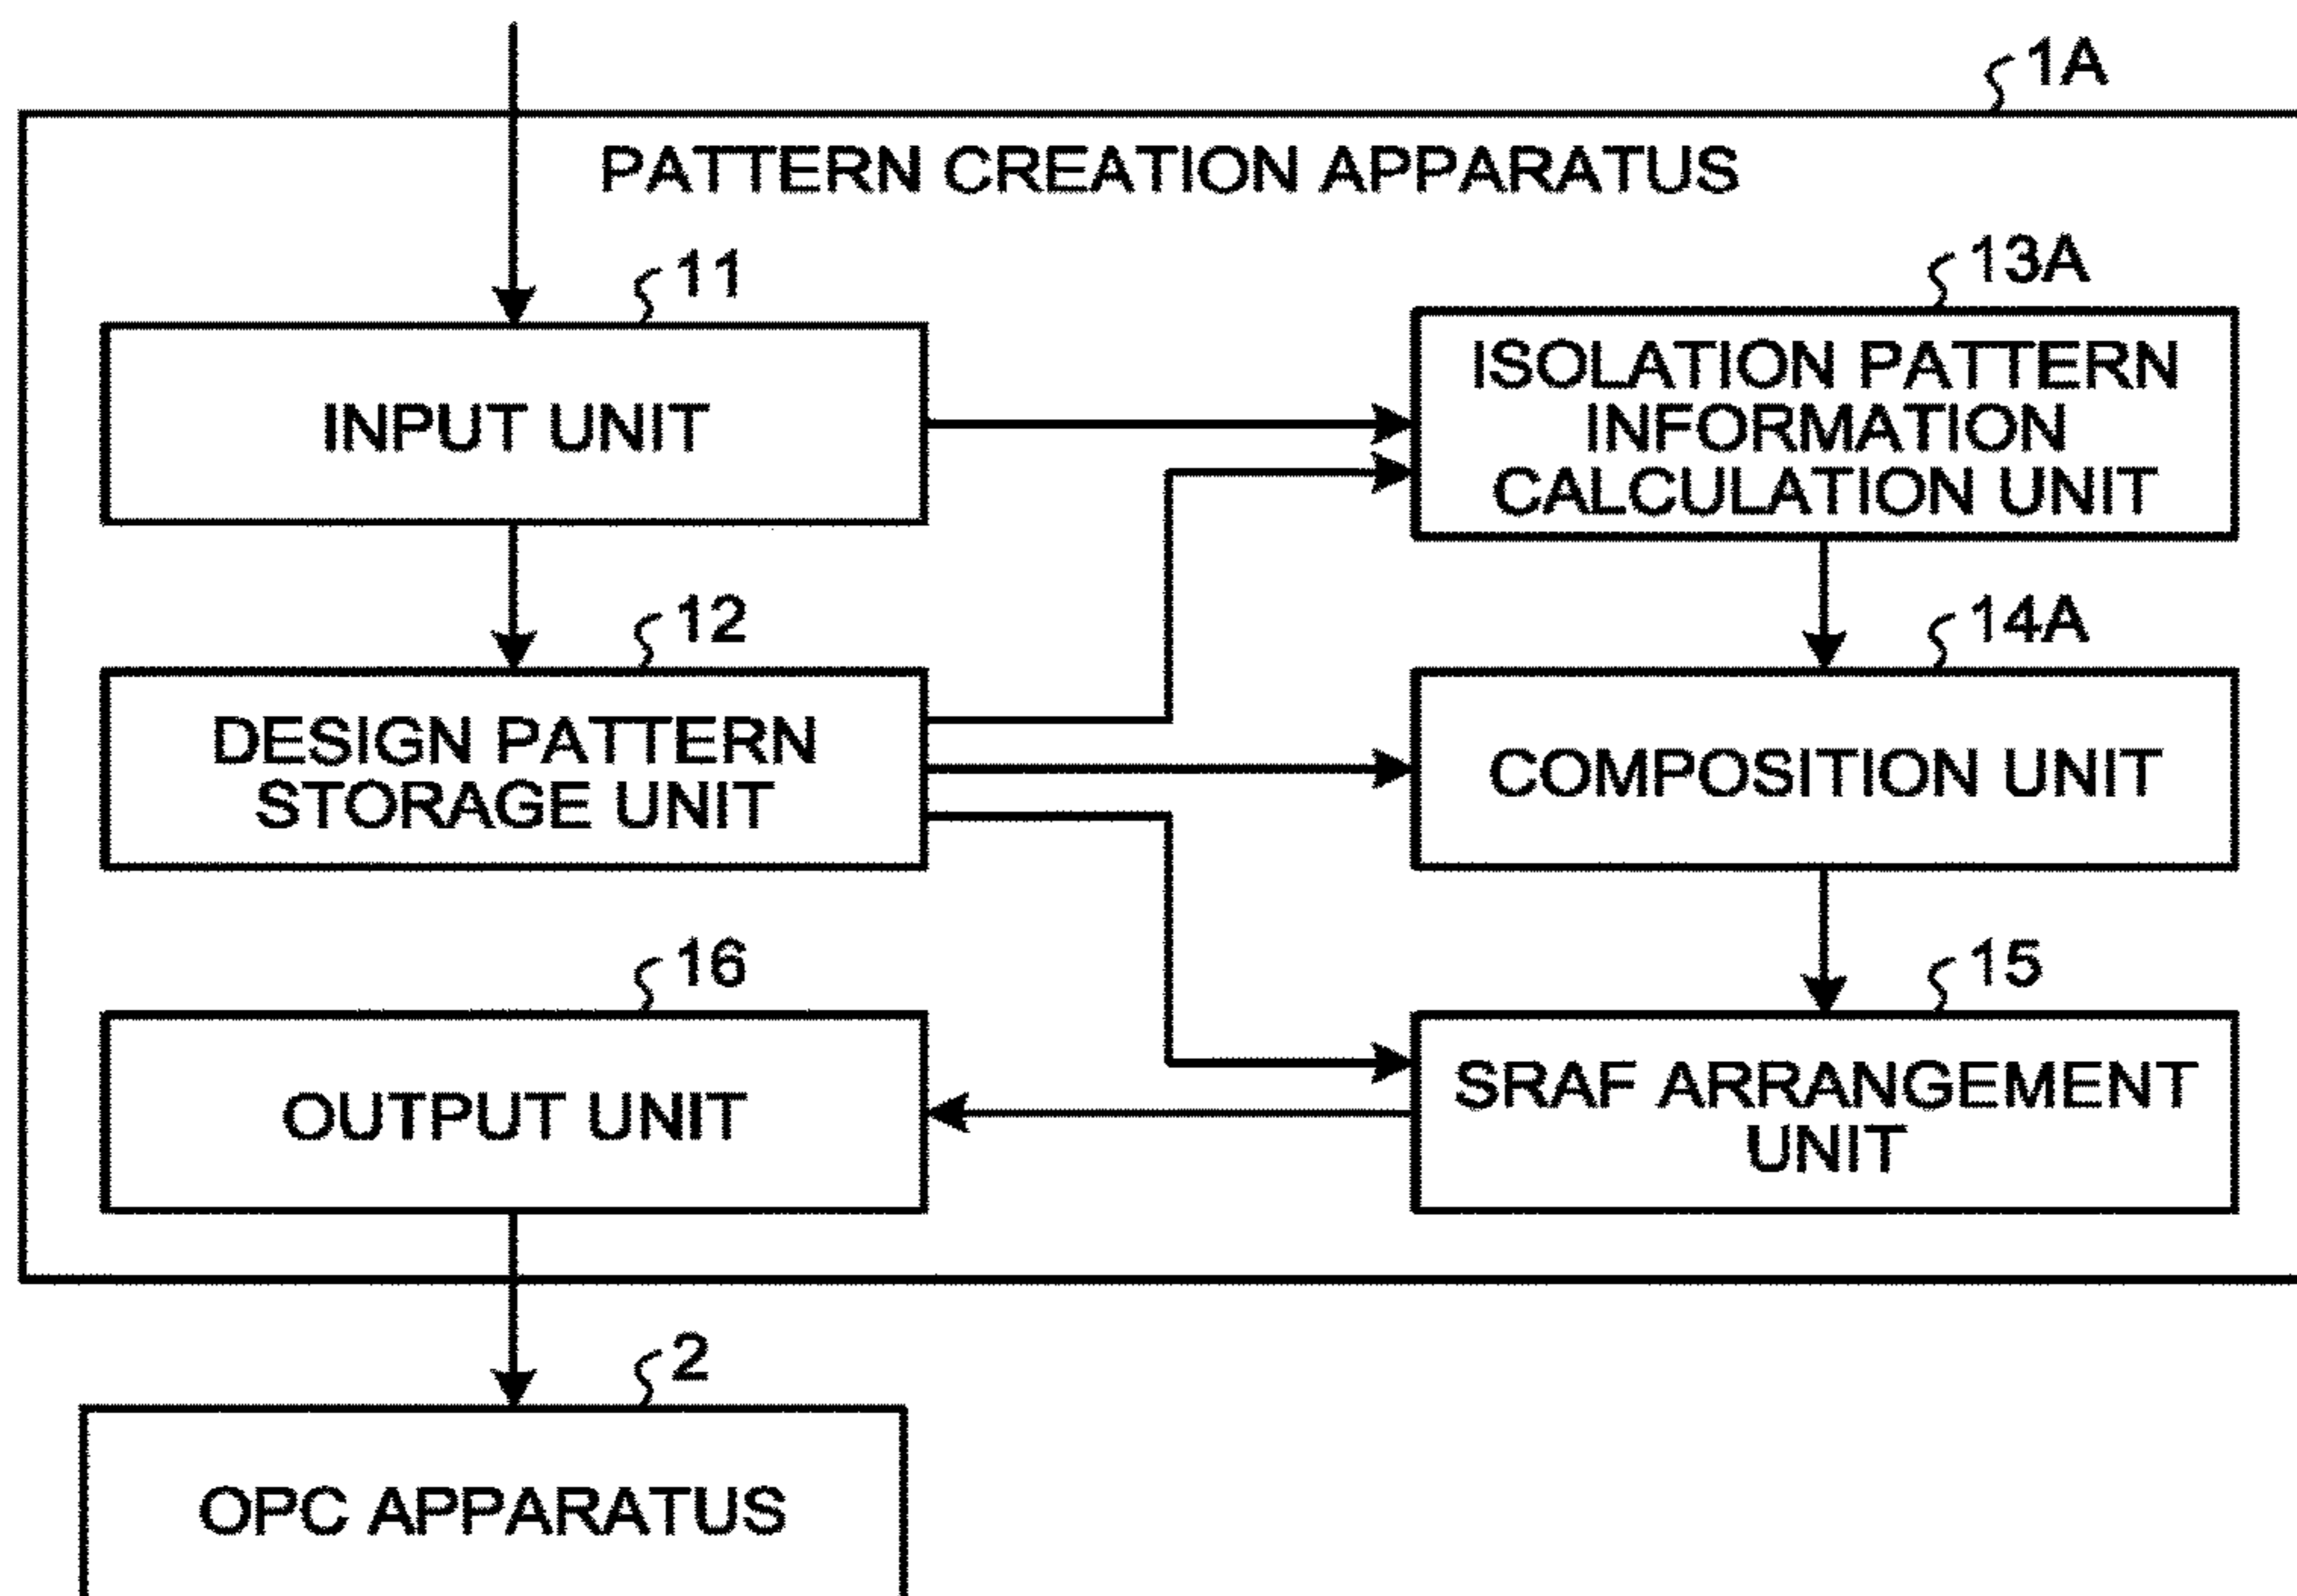 1A
PATTERN CREATION APPARATUS
11
INPUT UNIT
13A
ISOLATION PATTERN
INFORMATION
CALCULATION UNIT
12
DESIGN PATTERN
STORAGE UNIT
14A
COMPOSITION UNIT
16
OUTPUT UNIT
15
SRAF ARRANGEMENT
UNIT
2
OPC APPARATUS